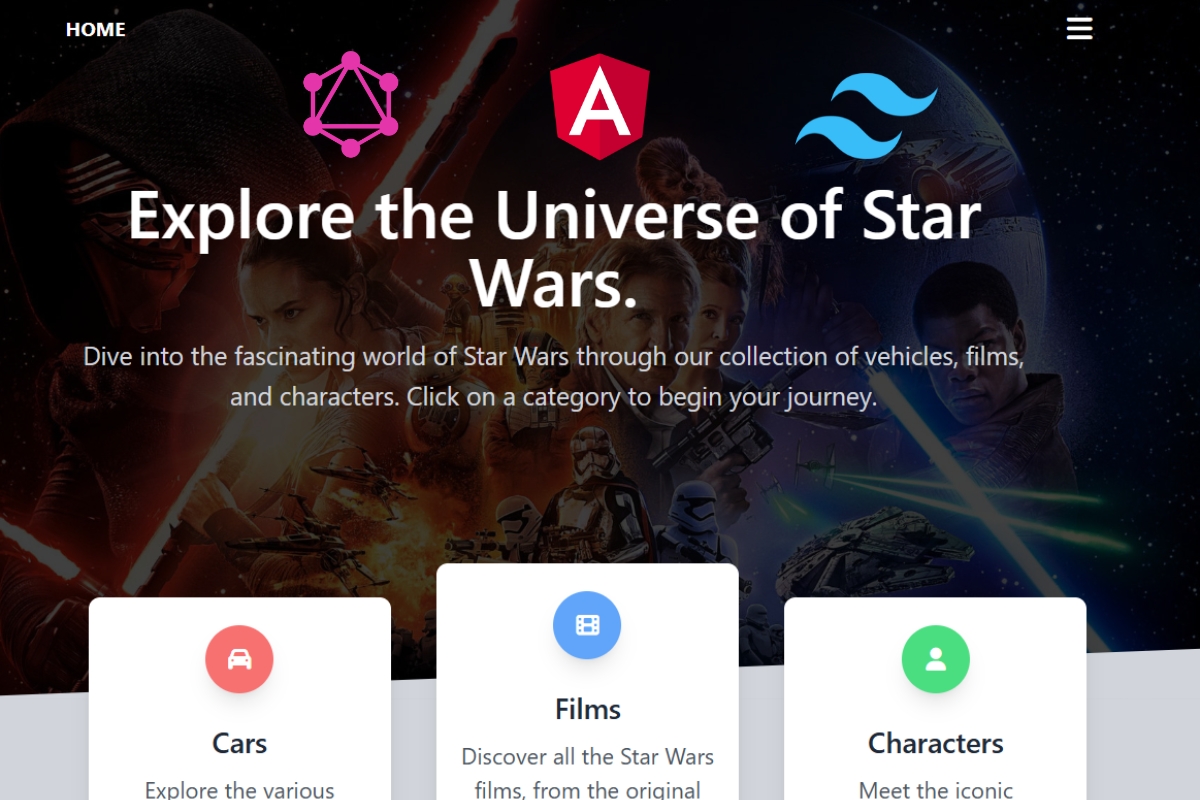 HOME
Explore the Universe of Star
Wars.
Dive into the fascinating world of Star Wars through our collection of vehicles, films,
and characters. Click on a category to begin your journey.
Cars
Explore the various
Films
Discover all the Star Wars
films, from the original
Characters
Meet the iconic